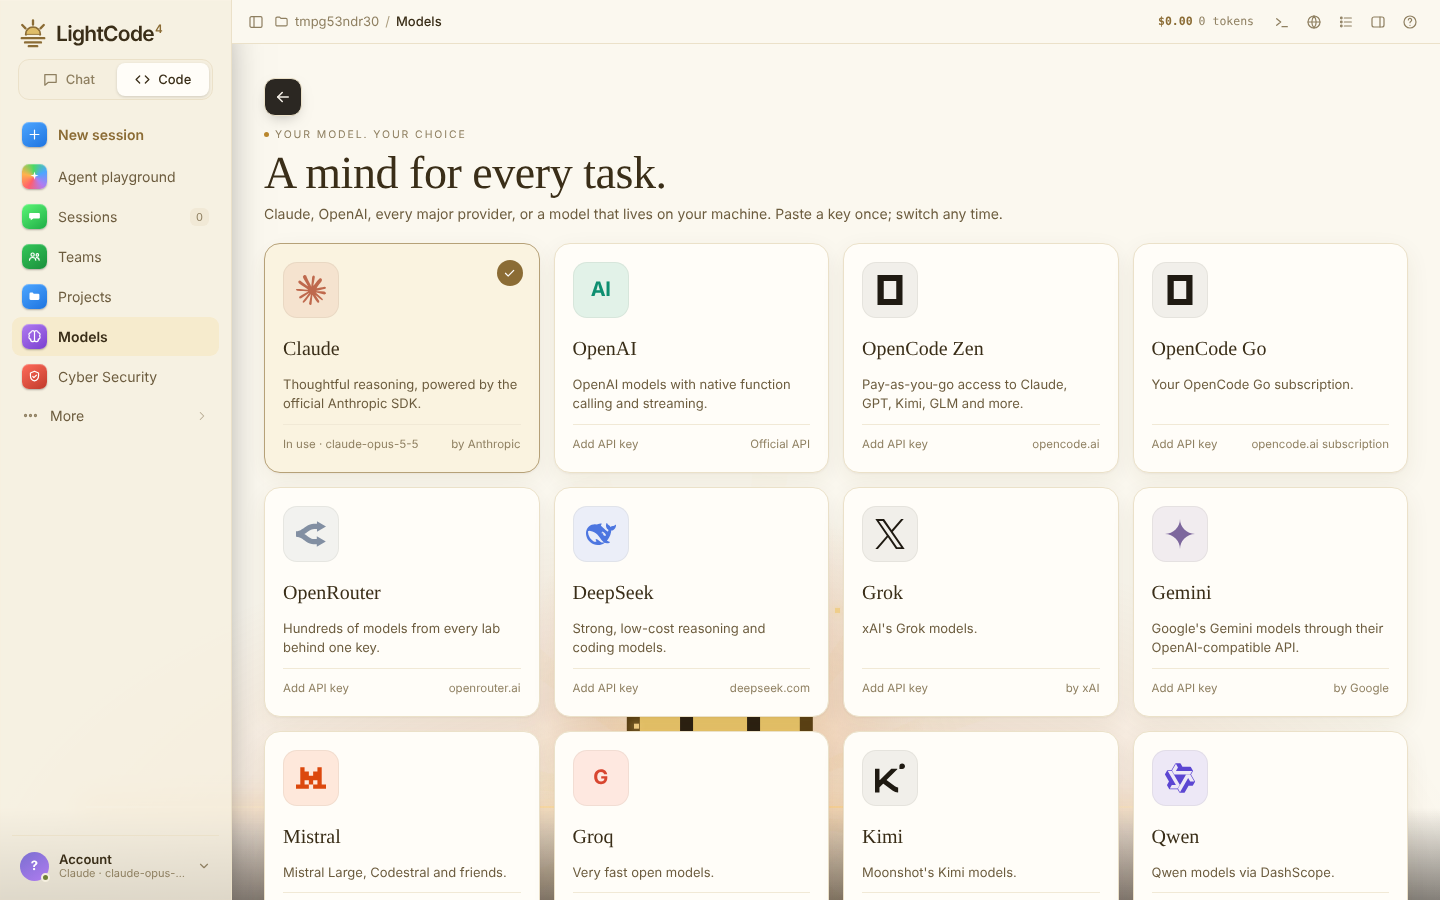 LightCode4
Chat
Code
New session
Agent playground
Sessions
0
Teams
Projects
Models
Cyber Security
More
?
Account
Claude · claude-opus-...
tmpg53ndr30 / Models
$0.00 0 tokens
YOUR MODEL. YOUR CHOICE
A mind for every task.
Claude, OpenAI, every major provider, or a model that lives on your machine. Paste a key once; switch any time.
Claude
Thoughtful reasoning, powered by the
official Anthropic SDK.
In use · claude-opus-5-5
by Anthropic
AI
OpenAI
OpenAI models with native function
calling and streaming.
Add API key
Official API
OpenCode Zen
Pay-as-you-go access to Claude,
GPT, Kimi, GLM and more.
Add API key
opencode.ai
OpenCode Go
Your OpenCode Go subscription.
Add API key
opencode.ai subscription
OpenRouter
Hundreds of models from every lab
behind one key.
Add API key
openrouter.ai
DeepSeek
Strong, low-cost reasoning and
coding models.
Add API key
deepseek.com
Grok
xAI's Grok models.
Add API key
by xAI
Gemini
Google's Gemini models through their
OpenAI-compatible API.
Add API key
by Google
Mistral
Mistral Large, Codestral and friends.
G
Groq
Very fast open models.
Kimi
Moonshot's Kimi models.
Qwen
Qwen models via DashScope.